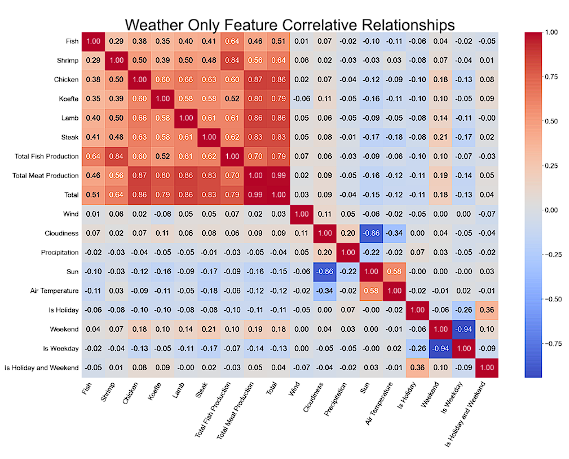 Weather Only Feature Correlative Relationships
Fish 1.00 0.29 0.38 0.35 0.40 0.41 0.64 0.46 0.51 0.01 0.07 -0.02 -0.10 -0.11 -0.06 0.04 -0.02 -0.05
Shrimp 0.29 1.00 0.50 0.39 0.50 0.48 0.84 0.56 0.64 0.06 0.02 -0.03 -0.03 0.03 -0.08 0.07 -0.04 0.01
Chicken 0.38 0.50 1.00 0.60 0.66 0.63 0.60 0.87 0.86 -0.02 0.07 -0.04 -0.12 -0.09 -0.10 0.18 -0.13 0.08
Koefte 0.35 0.39 0.60 1.00 0.58 0.58 0.52 0.80 0.79 -0.06 0.11 -0.05 -0.16 -0.11 -0.10 0.10 -0.05 0.09
Lamb 0.40 0.50 0.66 0.58 1.00 0.61 0.61 0.86 0.86 0.05 0.06 -0.05 -0.09 -0.05 -0.08 0.14 -0.11 -0.00
Steak 0.41 0.48 0.63 0.58 0.61 1.00 0.62 0.83 0.83 0.05 0.08 -0.01 -0.17 -0.18 -0.08 0.21 -0.17 0.02
Total Fish Production 0.64 0.84 0.60 0.52 0.61 0.62 1.00 0.70 0.79 0.07 0.06 -0.03 -0.09 -0.06 -0.10 0.10 -0.07 -0.03
Total Meat Production 0.46 0.56 0.87 0.80 0.86 0.83 0.70 1.00 0.99 0.02 0.09 -0.05 -0.16 -0.12 -0.11 0.19 -0.14 0.05
Total 0.51 0.64 0.86 0.79 0.86 0.83 0.79 0.99 1.00 0.03 0.09 -0.04 -0.15 -0.12 -0.11 0.18 -0.13 0.04
Wind 0.01 0.06 -0.02 -0.06 0.05 0.05 0.07 0.02 0.03 1.00 0.11 0.05 -0.06 -0.02 -0.05 0.00 0.00 -0.07
Cloudiness 0.07 0.02 0.07 0.11 0.06 0.08 0.06 0.09 0.09 0.11 1.00 0.20 -0.66 -0.34 0.00 0.04 -0.05 -0.04
Precipitation -0.02 -0.03 -0.04 -0.05 -0.05 -0.01 -0.03 -0.05 -0.04 0.05 0.20 1.00 -0.22 -0.02 0.07 0.03 -0.05 -0.02
Sun -0.10 -0.03 -0.12 -0.16 -0.09 -0.17 -0.09 -0.16 -0.15 -0.06 -0.66 -0.22 1.00 0.58 -0.00 -0.00 -0.00 0.03
Air Temperature -0.11 0.03 -0.09 -0.11 -0.05 -0.18 -0.06 -0.12 -0.12 -0.02 -0.34 -0.02 0.58 1.00 -0.02 -0.01 0.02 -0.01
Is Holiday -0.06 -0.08 -0.10 -0.10 -0.08 -0.08 -0.10 -0.11 -0.11 -0.05 0.00 0.07 -0.00 -0.02 1.00 -0.06 -0.26 0.36
Weekend 0.04 0.07 0.18 0.10 0.14 0.21 0.10 0.19 0.18 0.00 0.04 0.03 -0.00 -0.01 -0.06 1.00 -0.94 0.10
Is Weekday -0.02 -0.04 -0.13 -0.05 -0.11 -0.17 -0.07 -0.14 -0.13 0.00 -0.05 -0.05 -0.00 0.02 -0.26 -0.94 1.00 -0.09
Is Holiday and Weekend -0.05 0.01 0.08 0.09 -0.00 0.02 -0.03 0.05 0.04 -0.07 -0.04 -0.02 0.03 -0.01 0.36 0.10 -0.09 1.00
Fish
Shrimp
Chicken
Koefte
Lamb
Steak
Total Fish Production
Total Meat Production
Total
Wind
Cloudiness
Precipitation
Sun
Air Temperature
Is Holiday
Weekend
Is Weekday
Is Holiday and Weekend
1.00
0.75
0.50
0.25
0.00
-0.25
-0.50
-0.75